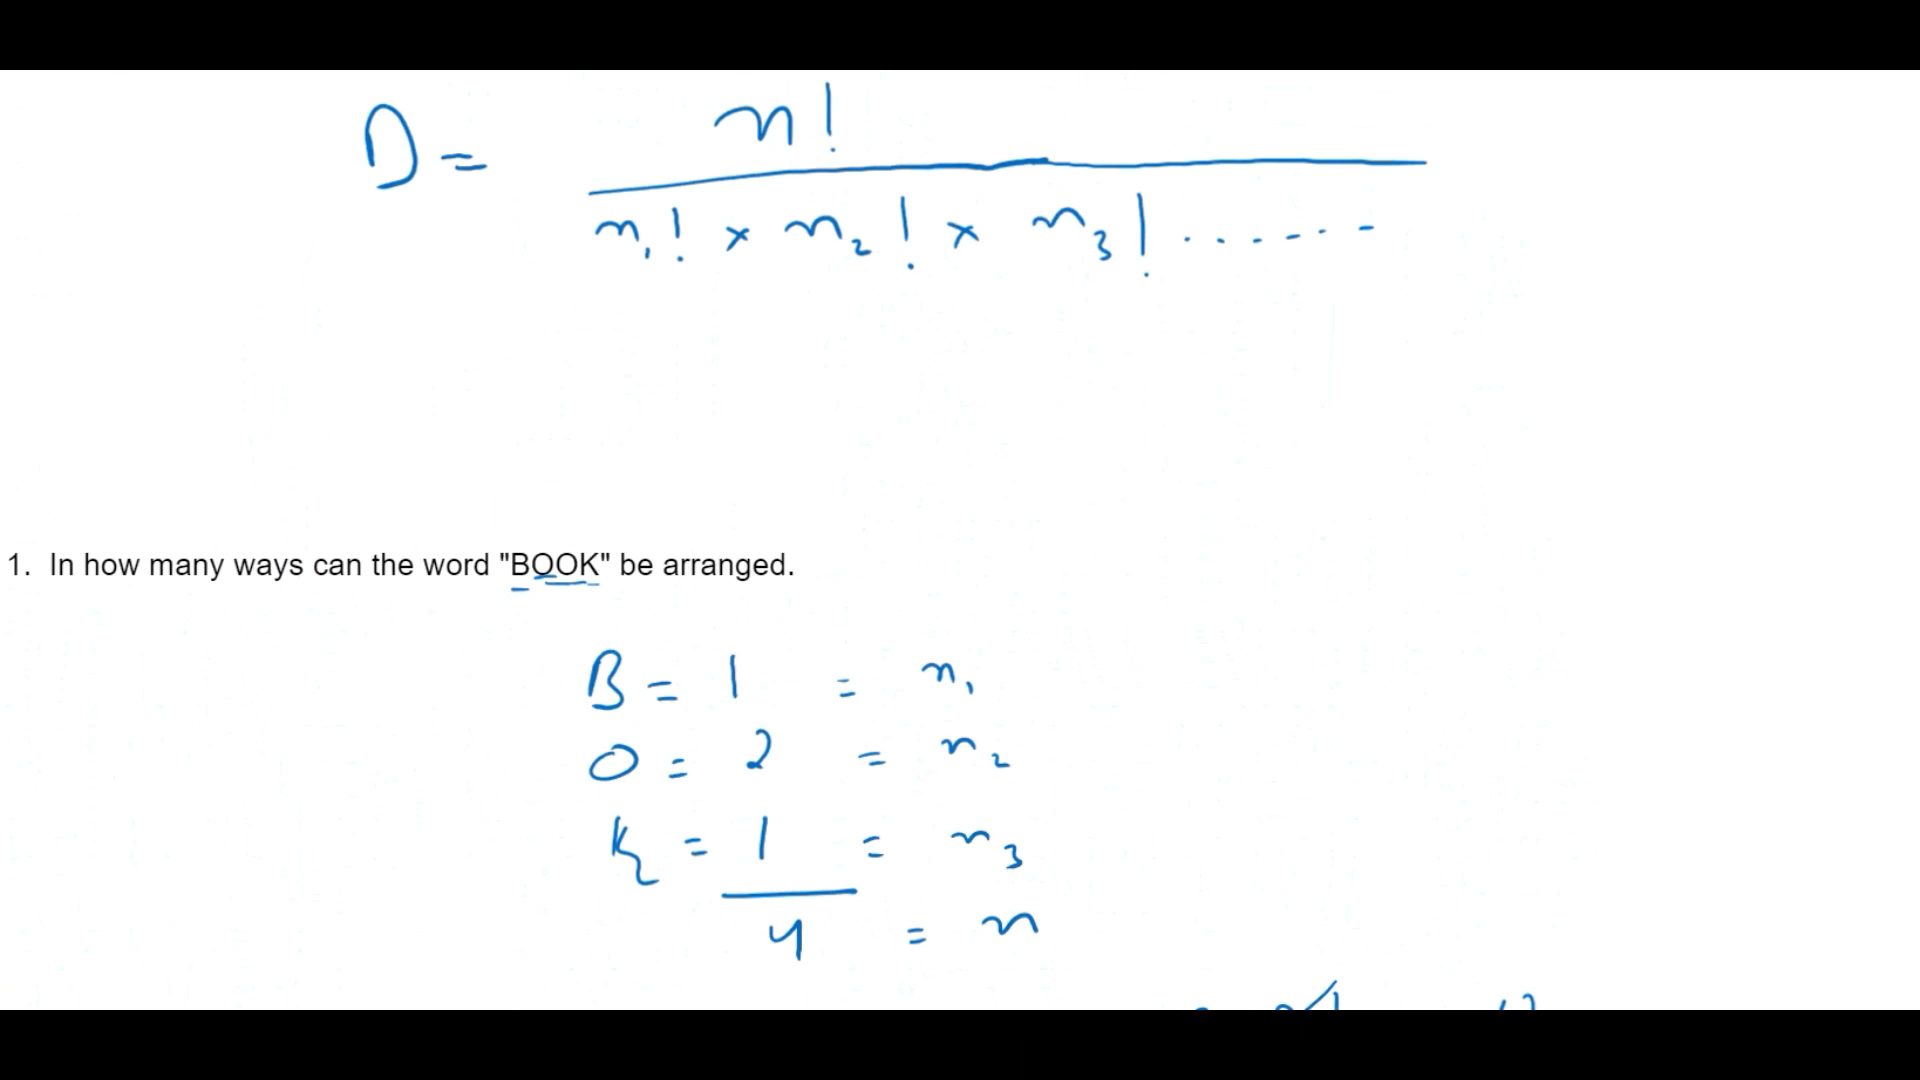 D = n!
n₁! × n₂! × n₃! ......
1. In how many ways can the word "BOOK" be arranged.
B = 1 = n₁
O = 2 = n₂
K = 1 = n₃
4 = n